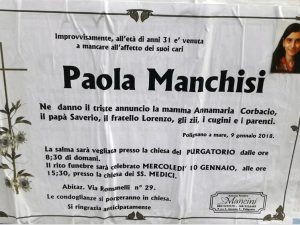 Improvvisamente, all'età di anni 31 e' venuta
a mancare all'affetto dei suoi cari
Paola Manchisi
Ne danno il triste annuncio la mamma Annamaria Corbacio,
il papà Saverio, il fratello Lorenzo, gli zii, i cugini e i parenti.
Polignano a mare, 9 gennaio 2018.
La salma sarà vegliata presso la chiesa del PURGATORIO dalle ore
8,30 di domani.
Il rito funebre sarà celebrato MERCOLEDÌ 10 GENNAIO, alle ore
15,30, presso la chiesa dei SS. MEDICI.
Abitaz. Via Romanelli n° 29.
Le condoglianze si porgeranno in chiesa.
Si ringrazia anticipatamente
Mancini